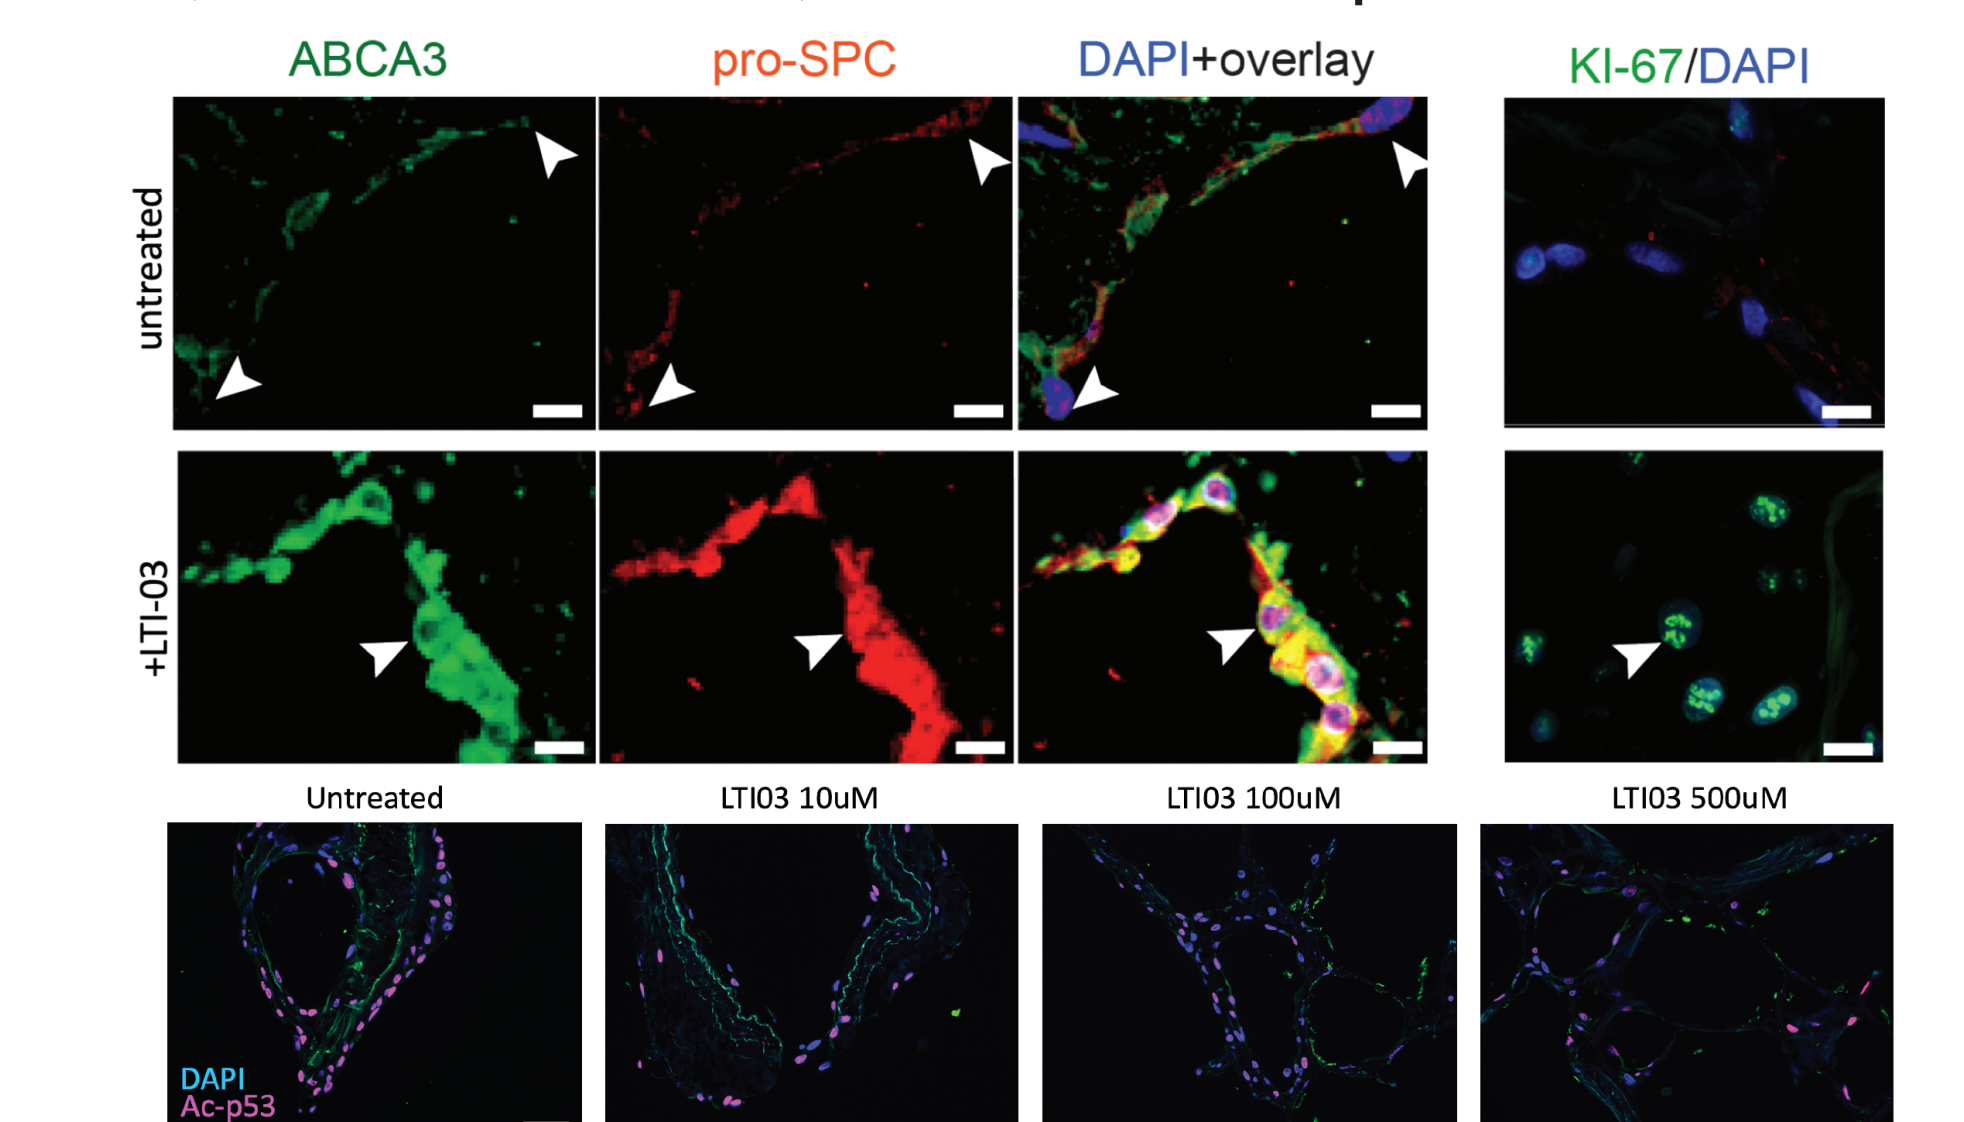 ABCA3
pro-SPC
DAPI+overlay
KI-67/DAPI
untreated
+LTI-03
Untreated
LTI03 10uM
LTI03 100uM
LTI03 500uM
DAPI
Ac-p53